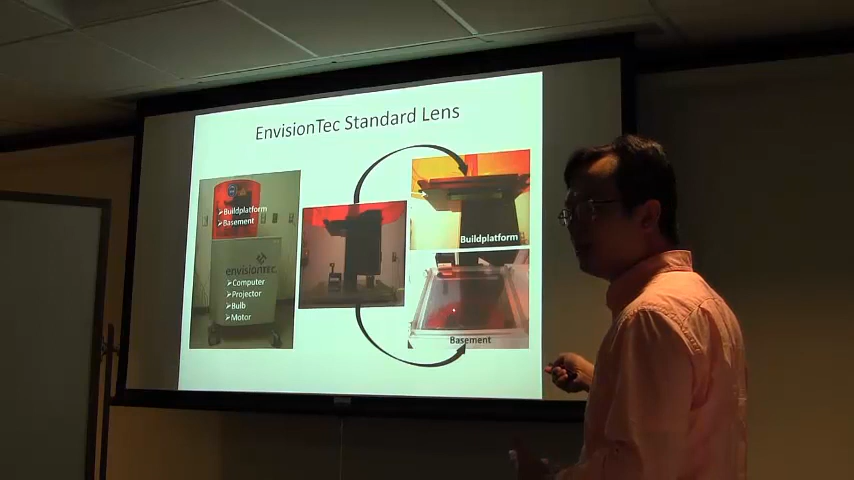 EnvisionTec Standard Lens
➢Buildplatform
➢Basement
envisionTEC
➢Computer
➢Projector
➢Bulb
➢Motor
Buildplatform
Basement